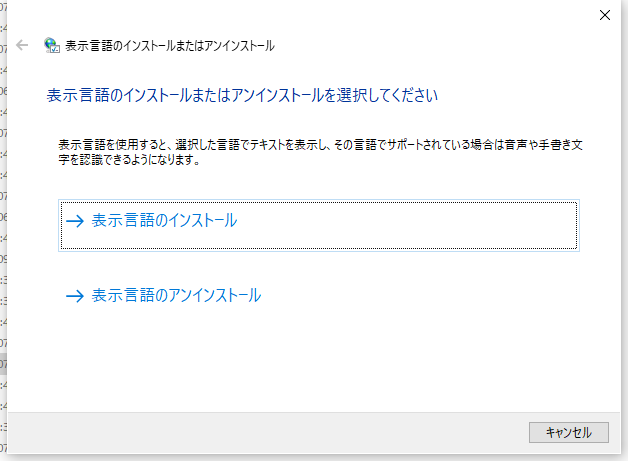 表示言語のインストールまたはアンインストール
表示言語のインストールまたはアンインストールを選択してください
表示言語を使用すると、選択した言語でテキストを表示し、その言語でサポートされている場合は音声や手書き文
字を認識できるようになります。
→ 表示言語のインストール
→ 表示言語のアンインストール
キャンセル